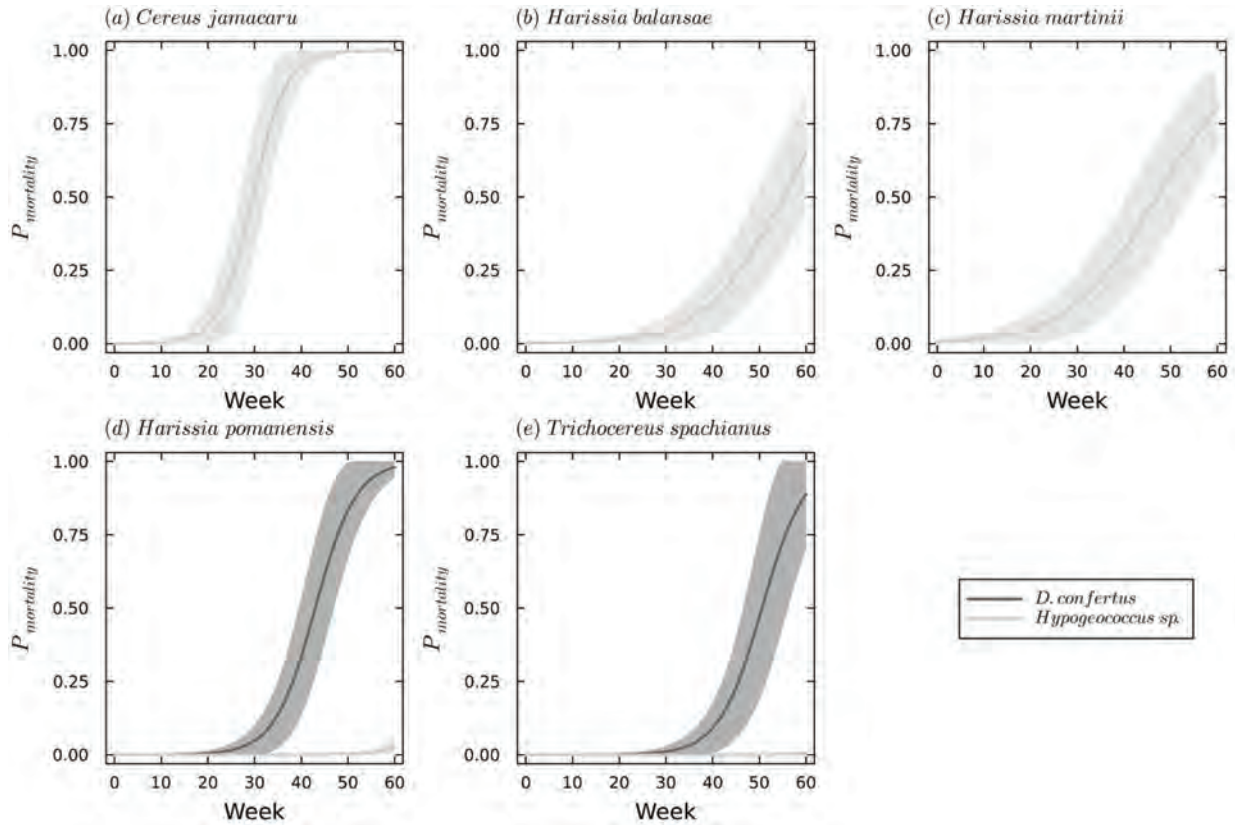 (a) Cereus jamacaru
(b) Harissia balansae
(c) Harissia martinii
1.00
0.75
0.50
0.25
0.00
P mortality
0 10 20 30 40 50 60
Week
1.00
0.75
0.50
0.25
0.00
P mortality
0 10 20 30 40 50 60
Week
1.00
0.75
0.50
0.25
0.00
P mortality
0 10 20 30 40 50 60
Week
(d) Harissia pomanensis
(e) Trichocereus spachianus
1.00
0.75
0.50
0.25
0.00
P mortality
0 10 20 30 40 50 60
Week
1.00
0.75
0.50
0.25
0.00
P mortality
0 10 20 30 40 50 60
Week
D. confertus
Hypogeococcus sp.